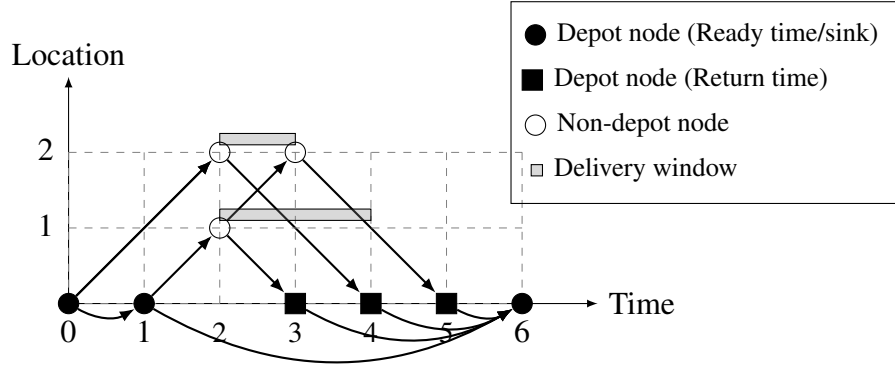 Depot node (Ready time/sink)
Location
Depot node (Return time)
Non-depot node
2
Delivery window
1
Time
0 1 2 3 4 5 6